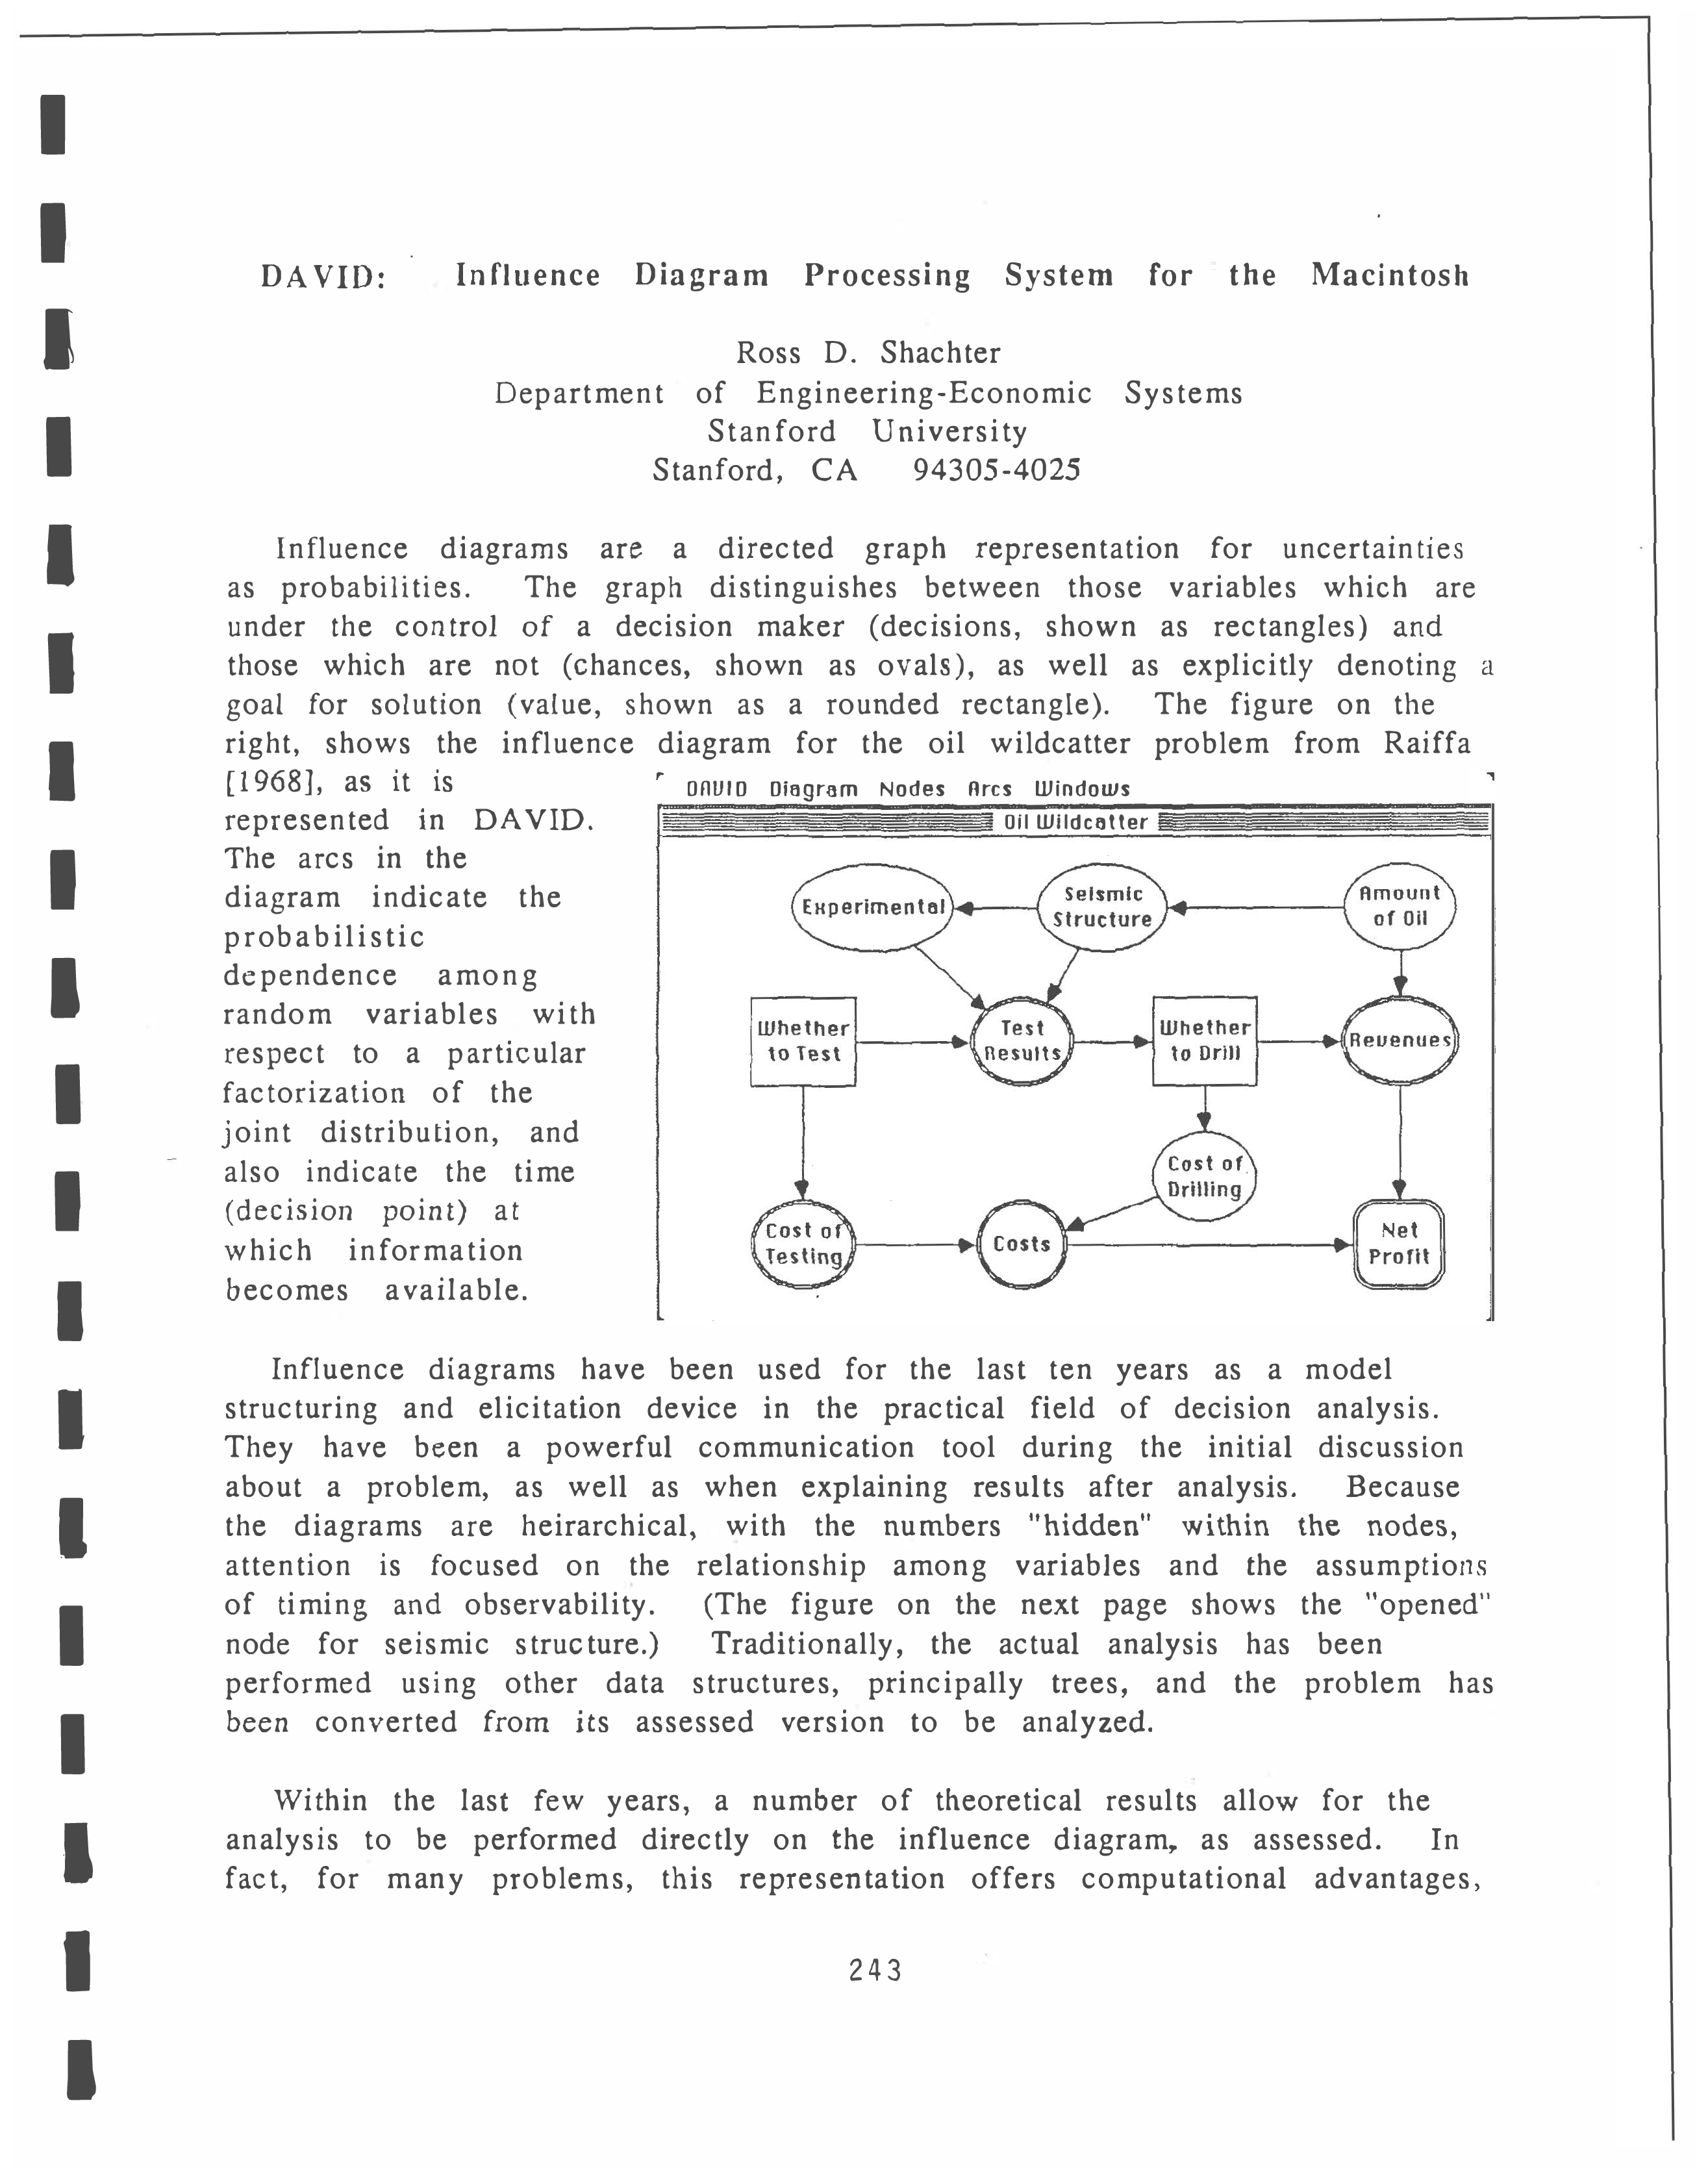 DAVID: Influence Diagram Processing System for the Macintosh
Ross D. Shachter
Department of Engineering-Economic Systems
Stanford University
Stanford, CA 94305-4025
Influence diagrams are a directed graph representation for uncertainties
as probabilities. The graph distinguishes between those variables which are
under the control of a decision maker (decisions, shown as rectangles) and
those which are not (chances, shown as ovals), as well as explicitly denoting a
goal for solution (value, shown as a rounded rectangle). The figure on the
right, shows the influence diagram for the oil wildcatter problem from Raiffa
[1968], as it is
represented in DAVID.
The arcs in the
diagram indicate the
probabilistic
dependence among
random variables with
respect to a particular
factorization of the
joint distribution, and
also indicate the time
(decision point) at
which information
becomes available.
DAVID Diagram Nodes Arcs Windows
Oil Wildcatter
Experimental
Seismic
Structure
Amount
of Oil
Whether
to Test
Test
Results
Whether
to Drill
Revenues
Cost of
Drilling
Cost of
Testing
Costs
Net
Profit
Influence diagrams have been used for the last ten years as a model
structuring and elicitation device in the practical field of decision analysis.
They have been a powerful communication tool during the initial discussion
about a problem, as well as when explaining results after analysis. Because
the diagrams are heirarchical, with the numbers "hidden" within the nodes,
attention is focused on the relationship among variables and the assumptions
of timing and observability. (The figure on the next page shows the "opened"
node for seismic structure.) Traditionally, the actual analysis has been
performed using other data structures, principally trees, and the problem has
been converted from its assessed version to be analyzed.
Within the last few years, a number of theoretical results allow for the
analysis to be performed directly on the influence diagram, as assessed. In
fact, for many problems, this representation offers computational advantages,
243